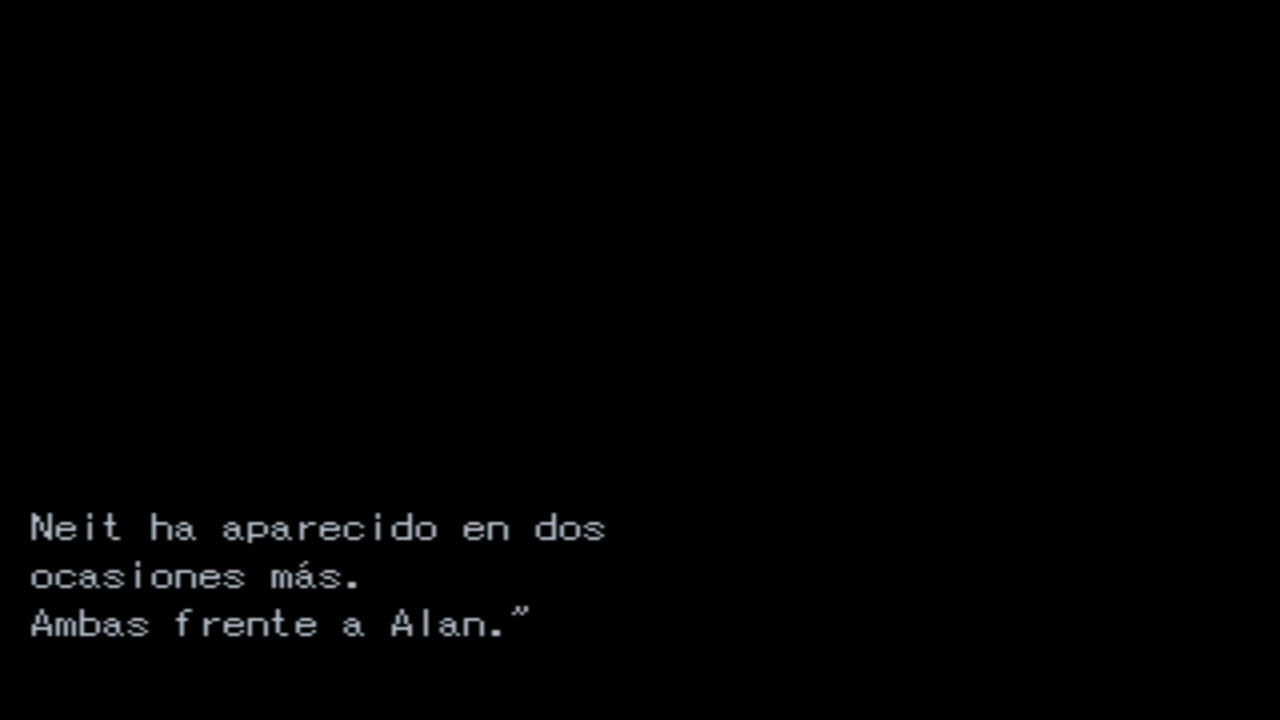 Neit ha aparecido en dos
ocasiones más.
Ambas frente a Alan.”